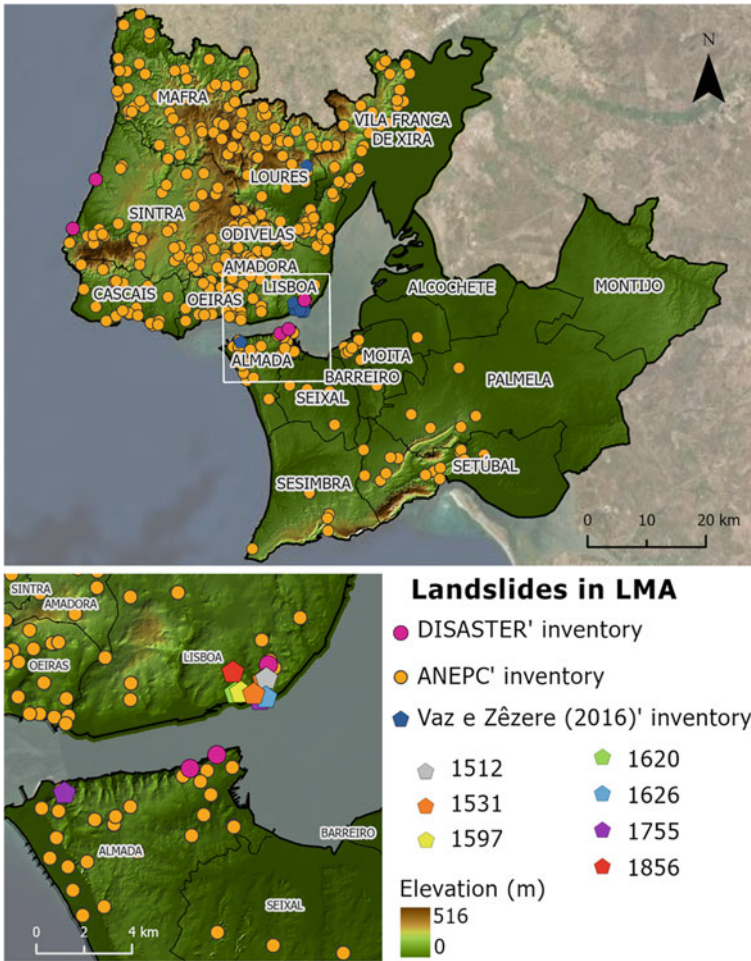 N
MAFRA
VILA FRANCA
DE XIRA
LOURES
SINTRA
ODIVELAS
AMADORA
LISBOA
CASCAIS
OEIRAS
ALCOCHETE
MONTIJO
ALMADA
MOITA
BARREIRO
PALMELA
SEIXAL
SETÚBAL
SESIMBRA
0 10 20 km
SINTRA
AMADORA
LISBOA
OEIRAS
BARREIRO
ALMADA
SEIXAL
0 2 4 km
Landslides in LMA
DISASTER' inventory
ANEPC' inventory
Vaz e Zêzere (2016)' inventory
1512
1531
1597
1620
1626
1755
1856
Elevation (m)
516
0